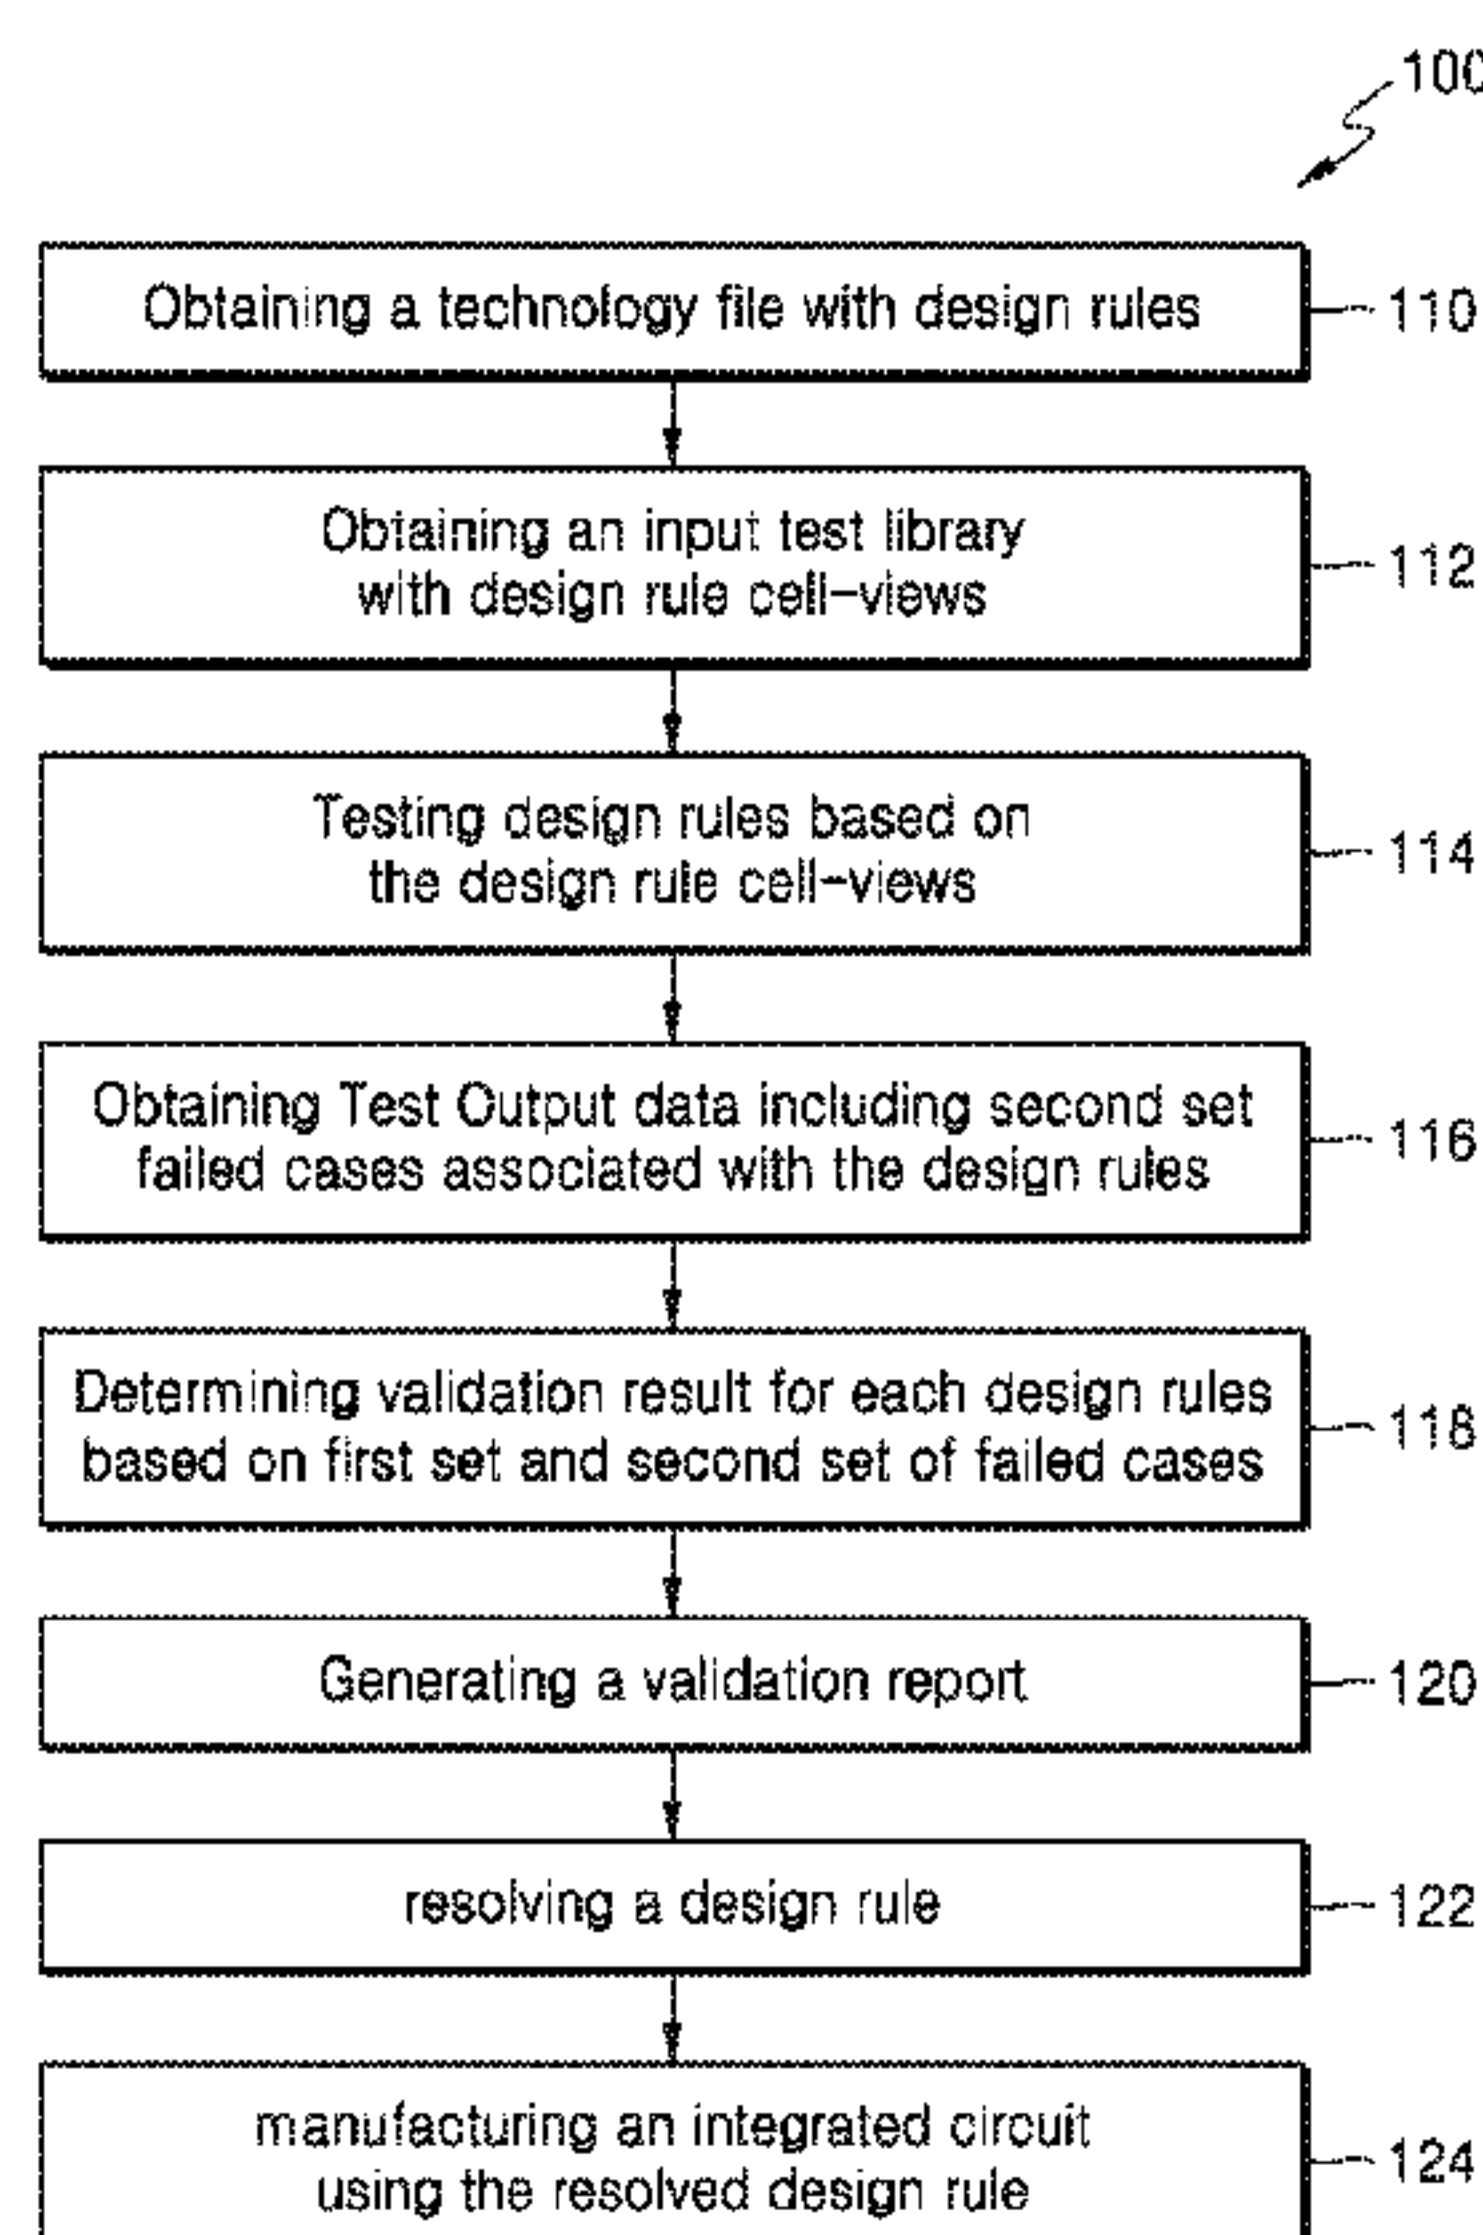 100
Obtaining a technology file with design rules
110
Obtaining an input test library
with design rule cell-views
112
Testing design rules based on
the design rule cell-views
114
Obtaining Test Output data including second set
failed cases associated with the design rules
116
Determining validation result for each design rules
based on first set and second set of failed cases
118
Generating a validation report
120
resolving a design rule
122
manufacturing an integrated circuit
using the resolved design rule
124